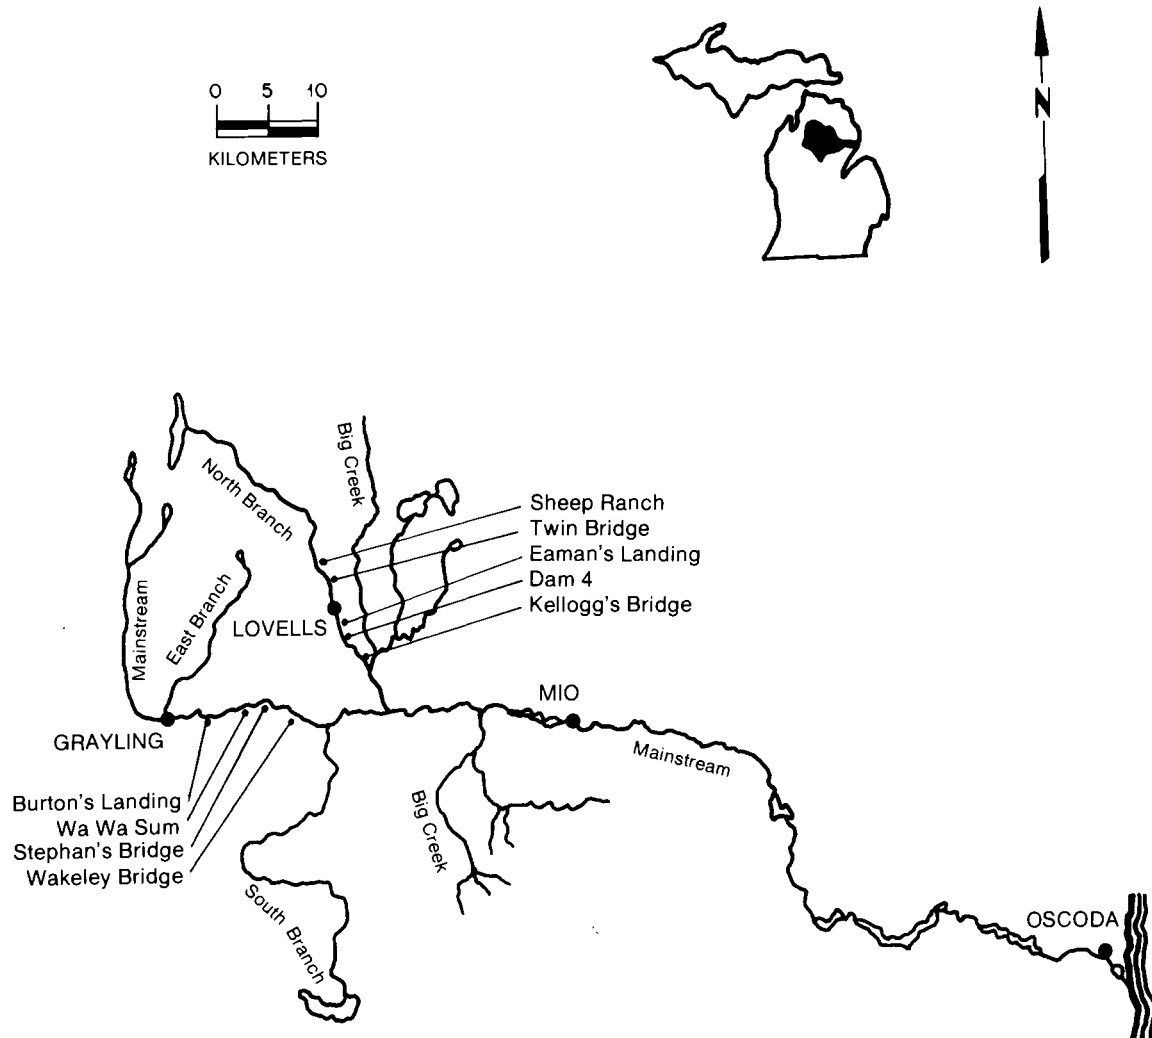 0 5 10
KILOMETERS
N
North Branch
Big Creek
Sheep Ranch
Twin Bridge
Eaman's Landing
Dam 4
Kellogg's Bridge
Mainstream
East Branch
LOVELLS
MIO
GRAYLING
Mainstream
Burton's Landing
Wa Wa Sum
Stephan's Bridge
Wakeley Bridge
Big Creek
South Branch
OSCODA